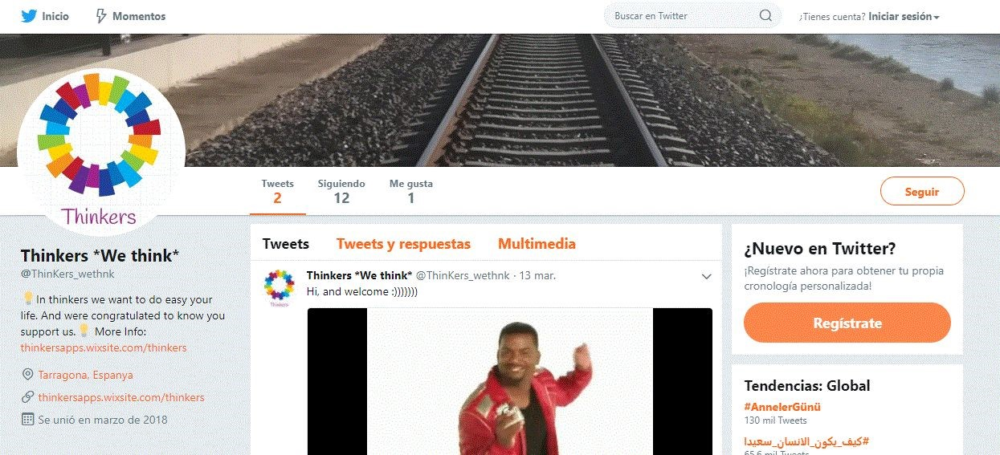 Inicio
Momentos
Buscar en Twitter
¿Tienes cuenta? Iniciar sesión
Thinkers
Tweets
2
Siguiendo
12
Me gusta
1
Seguir
Thinkers *We think*
@ThinKers_wethnk
In thinkers we want to do easy your
life. And were congratulated to know you
support us. More Info:
thinkersapps.wixsite.com/thinkers
Tarragona, Espanya
thinkersapps.wixsite.com/thinkers
Se unió en marzo de 2018
Tweets
Tweets y respuestas
Multimedia
Thinkers *We think* @ThinKers_wethnk · 13 mar.
Hi, and welcome :)))))))
Thinkers
¿Nuevo en Twitter?
¡Regístrate ahora para obtener tu propia
cronología personalizada!
Regístrate
Tendencias: Global
#AnnelerGünü
130 mil Tweets
#كيف_يكون_الانسان_سعيدا
65,6 mil Tweets